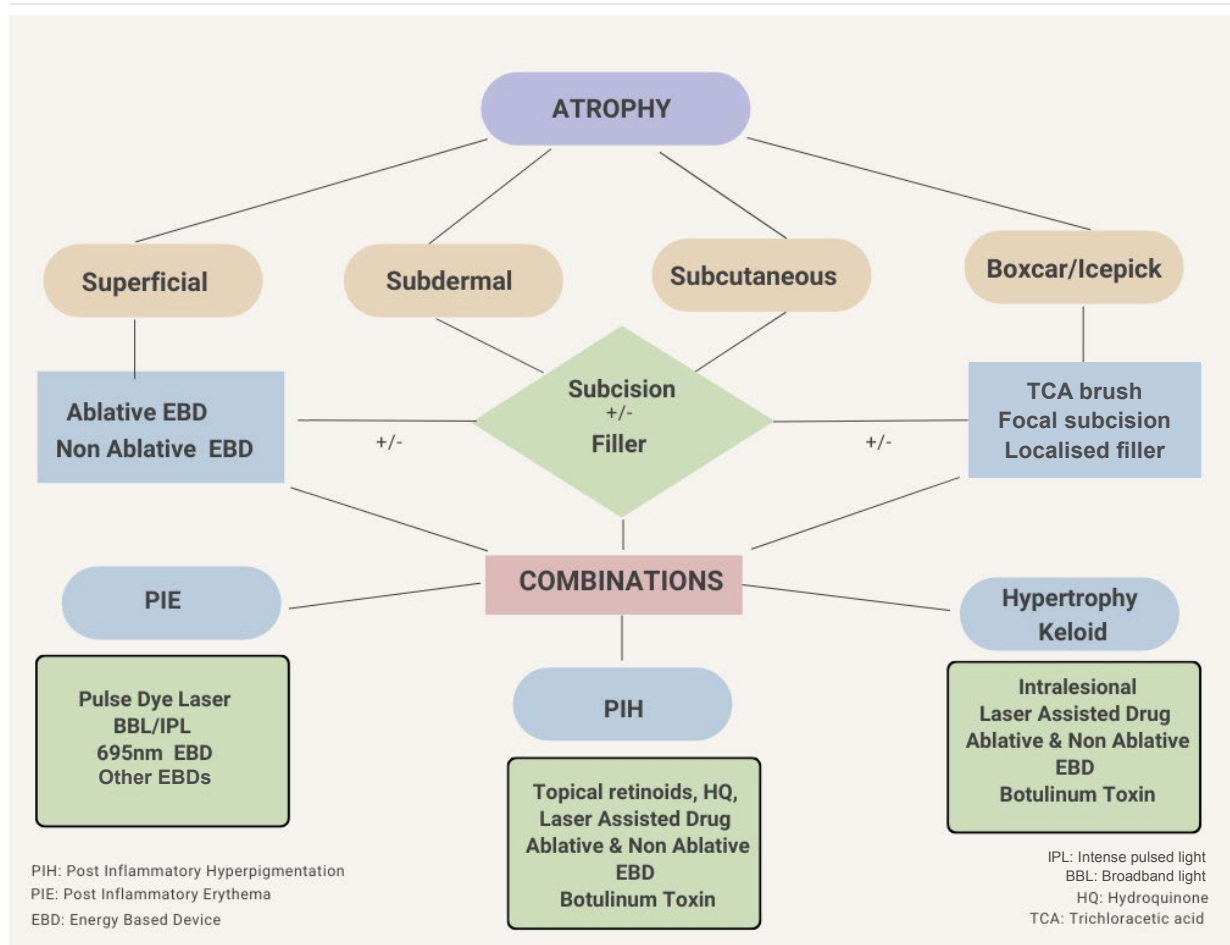 ATROPHY
Superficial
Subdermal
Subcutaneous
Boxcar/Icepick
Ablative EBD
Non Ablative EBD
+/-
Subcision
+/-
Filler
+/-
TCA brush
Focal subcision
Localised filler
COMBINATIONS
PIE
Pulse Dye Laser
BBL/IPL
695nm EBD
Other EBDs
PIH
Topical retinoids, HQ,
Laser Assisted Drug
Ablative & Non Ablative
EBD
Botulinum Toxin
Hypertrophy
Keloid
Intralesional
Laser Assisted Drug
Ablative & Non Ablative
EBD
Botulinum Toxin
PIH: Post Inflammatory Hyperpigmentation
PIE: Post Inflammatory Erythema
EBD: Energy Based Device
IPL: Intense pulsed light
BBL: Broadband light
HQ: Hydroquinone
TCA: Trichloracetic acid